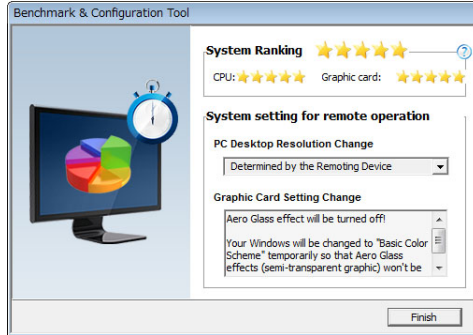 Benchmark & Configuration Tool
System Ranking
?
CPU:
Graphic card:
System setting for remote operation
PC Desktop Resolution Change
Determined by the Remoting Device
Graphic Card Setting Change
Aero Glass effect will be turned off!
Your Windows will be changed to "Basic Color
Scheme" temporarily so that Aero Glass
effects (semi-transparent graphic) won't be
Finish